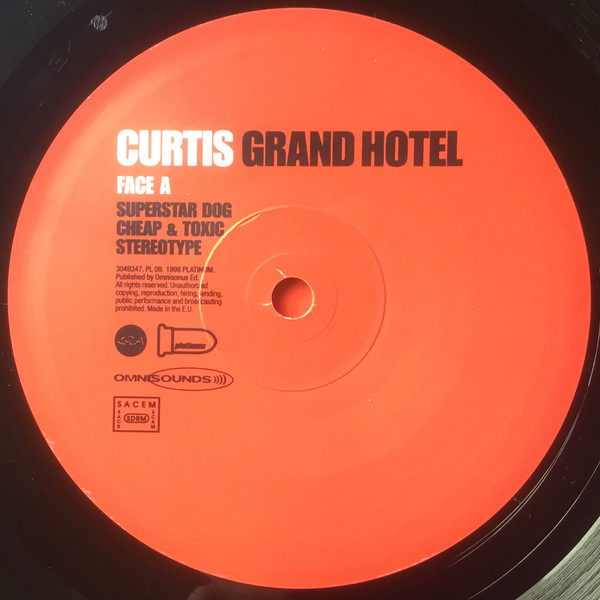 CURTIS GRAND HOTEL
FACE A
SUPERSTAR DOG
CHEAP & TOXIC
STEREOTYPE
3049347. PL 09. 1998 PLATINUM.
Published by Omnisonus Ed.
All rights reserved. Unauthorized
copying, reproduction, hiring, lending,
public performance and broadcasting
prohibited. Made in the E.U.
platinum
OMNISOUNDS
SACEM
SACD SDRM SCAM